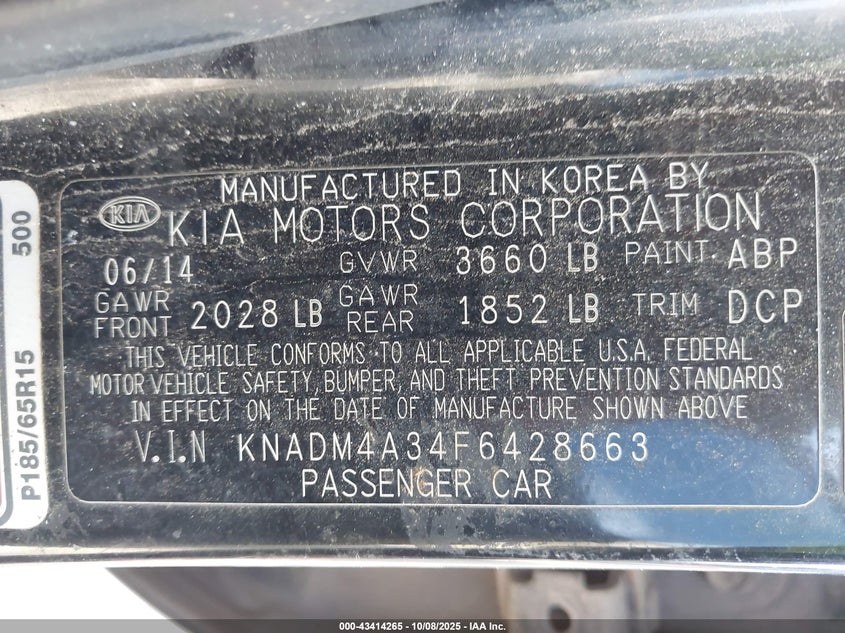 MANUFACTURED IN KOREA BY
KIA KIA MOTORS CORPORATION
06/14 GVWR 3660 LB PAINT ABP
GAWR FRONT 2028 LB GAWR REAR 1852 LB TRIM DCP
THIS VEHICLE CONFORMS TO ALL APPLICABLE U.S.A. FEDERAL
MOTOR VEHICLE SAFETY, BUMPER, AND THEFT PREVENTION STANDARDS
IN EFFECT ON THE DATE OF MANUFACTURE SHOWN ABOVE
V.I.N KNADM4A34F6428663
PASSENGER CAR
P185/65R15 500
000-43414265 - 10/08/2025 - IAA Inc.